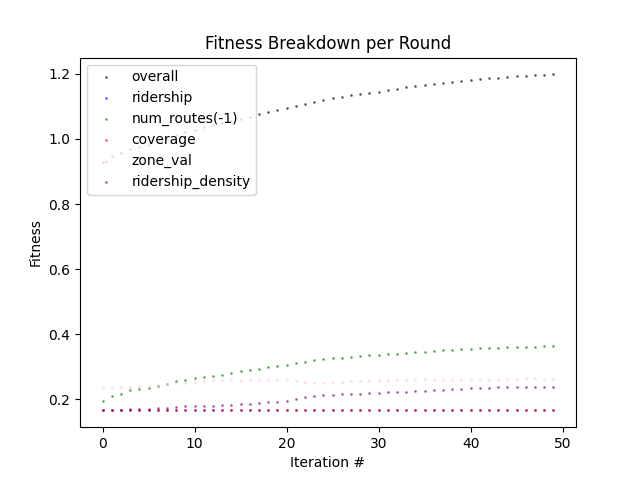 Fitness Breakdown per Round
overall
ridership
num_routes(-1)
coverage
zone_val
ridership_density
Fitness
1.2
1.0
0.8
0.6
0.4
0.2
0 10 20 30 40 50
Iteration #